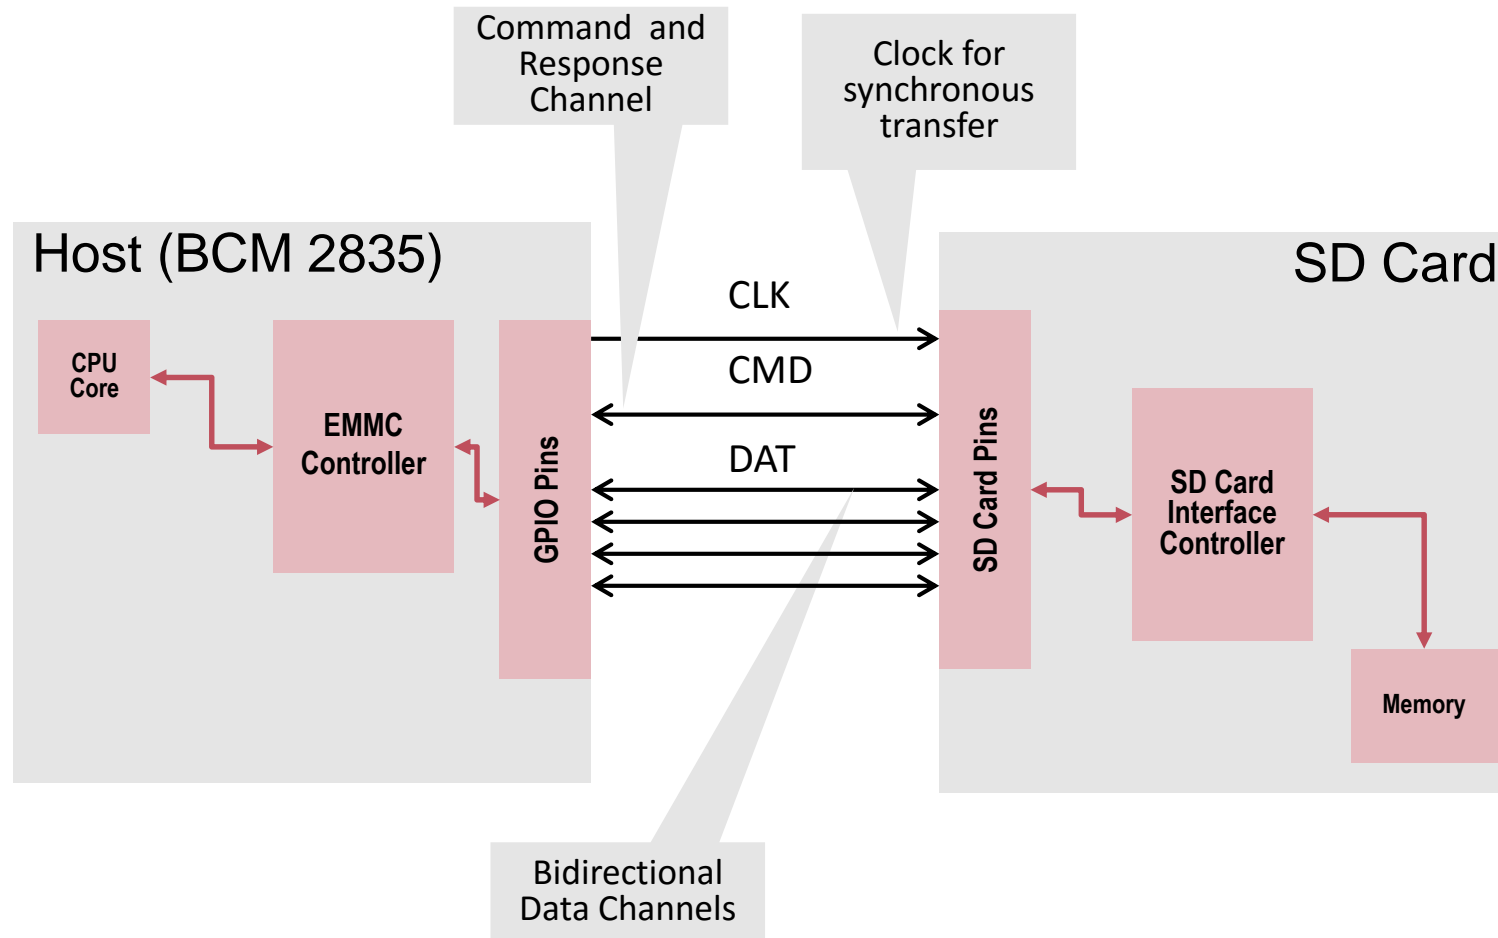 Command and
Response
Channel
Clock for
synchronous
transfer
Host (BCM 2835)
SD Card
CLK
CMD
DAT
CPU
Core
EMMC
Controller
GPIO Pins
SD Card Pins
SD Card
Interface
Controller
Memory
Bidirectional
Data Channels